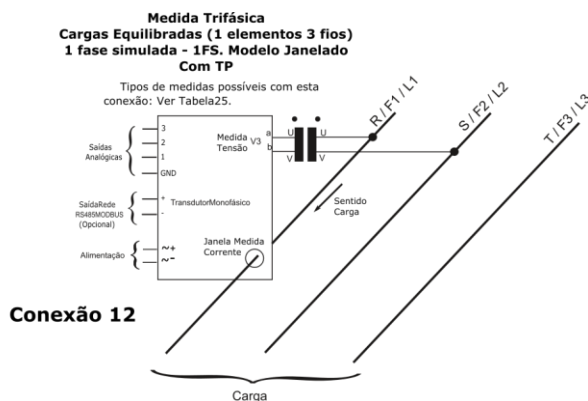 Medida Trifásica
Cargas Equilibradas (1 elementos 3 fios)
1 fase simulada - 1FS. Modelo Janelado
Com TP
Tipos de medidas possíveis com esta
conexão: Ver Tabela25.
R / F1 / L1
S / F2 / L2
T / F3 / L3
Saídas
Analógicas
3
2
1
GND
Medida
Tensão
V3
a
b
U
U
V
V
SaídaRede
RS485MODBUS
(Opcional)
+
-
TransdutorMonofásico
Sentido
Carga
Alimentação
~+
~-
Janela Medida
Corrente
Conexão 12
Carga